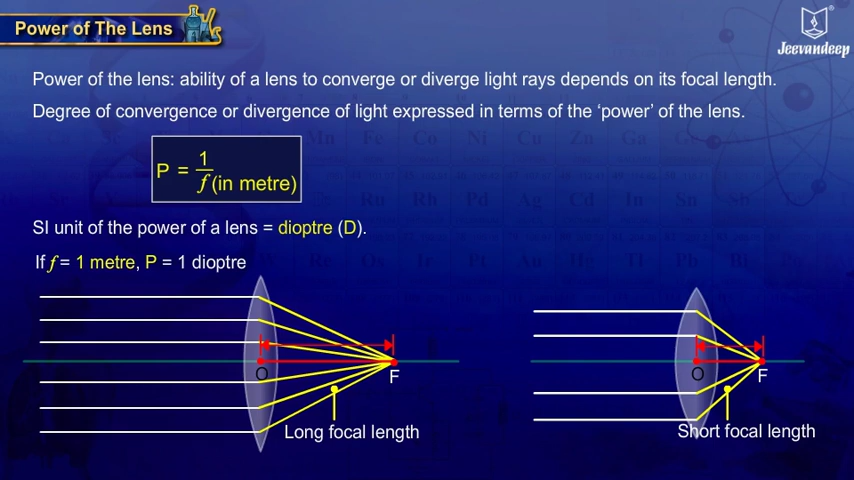 Power of The Lens
Jeevandeep
Power of the lens: ability of a lens to converge or diverge light rays depends on its focal length.
Degree of convergence or divergence of light expressed in terms of the ‘power’ of the lens.
P = 1/f (in metre)
SI unit of the power of a lens = dioptre (D).
If f = 1 metre, P = 1 dioptre
O
F
O
F
Long focal length
Short focal length